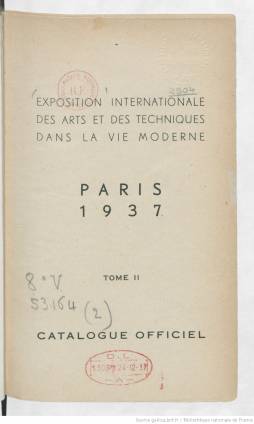 2904
EXPOSITION INTERNATIONALE
DES ARTS ET DES TECHNIQUES
DANS LA VIE MODERNE
PARIS
1937
TOME II
8° V
53164
(2)
CATALOGUE OFFICIEL
D. L.
Source gallica.bnf.fr / Bibliothèque nationale de France